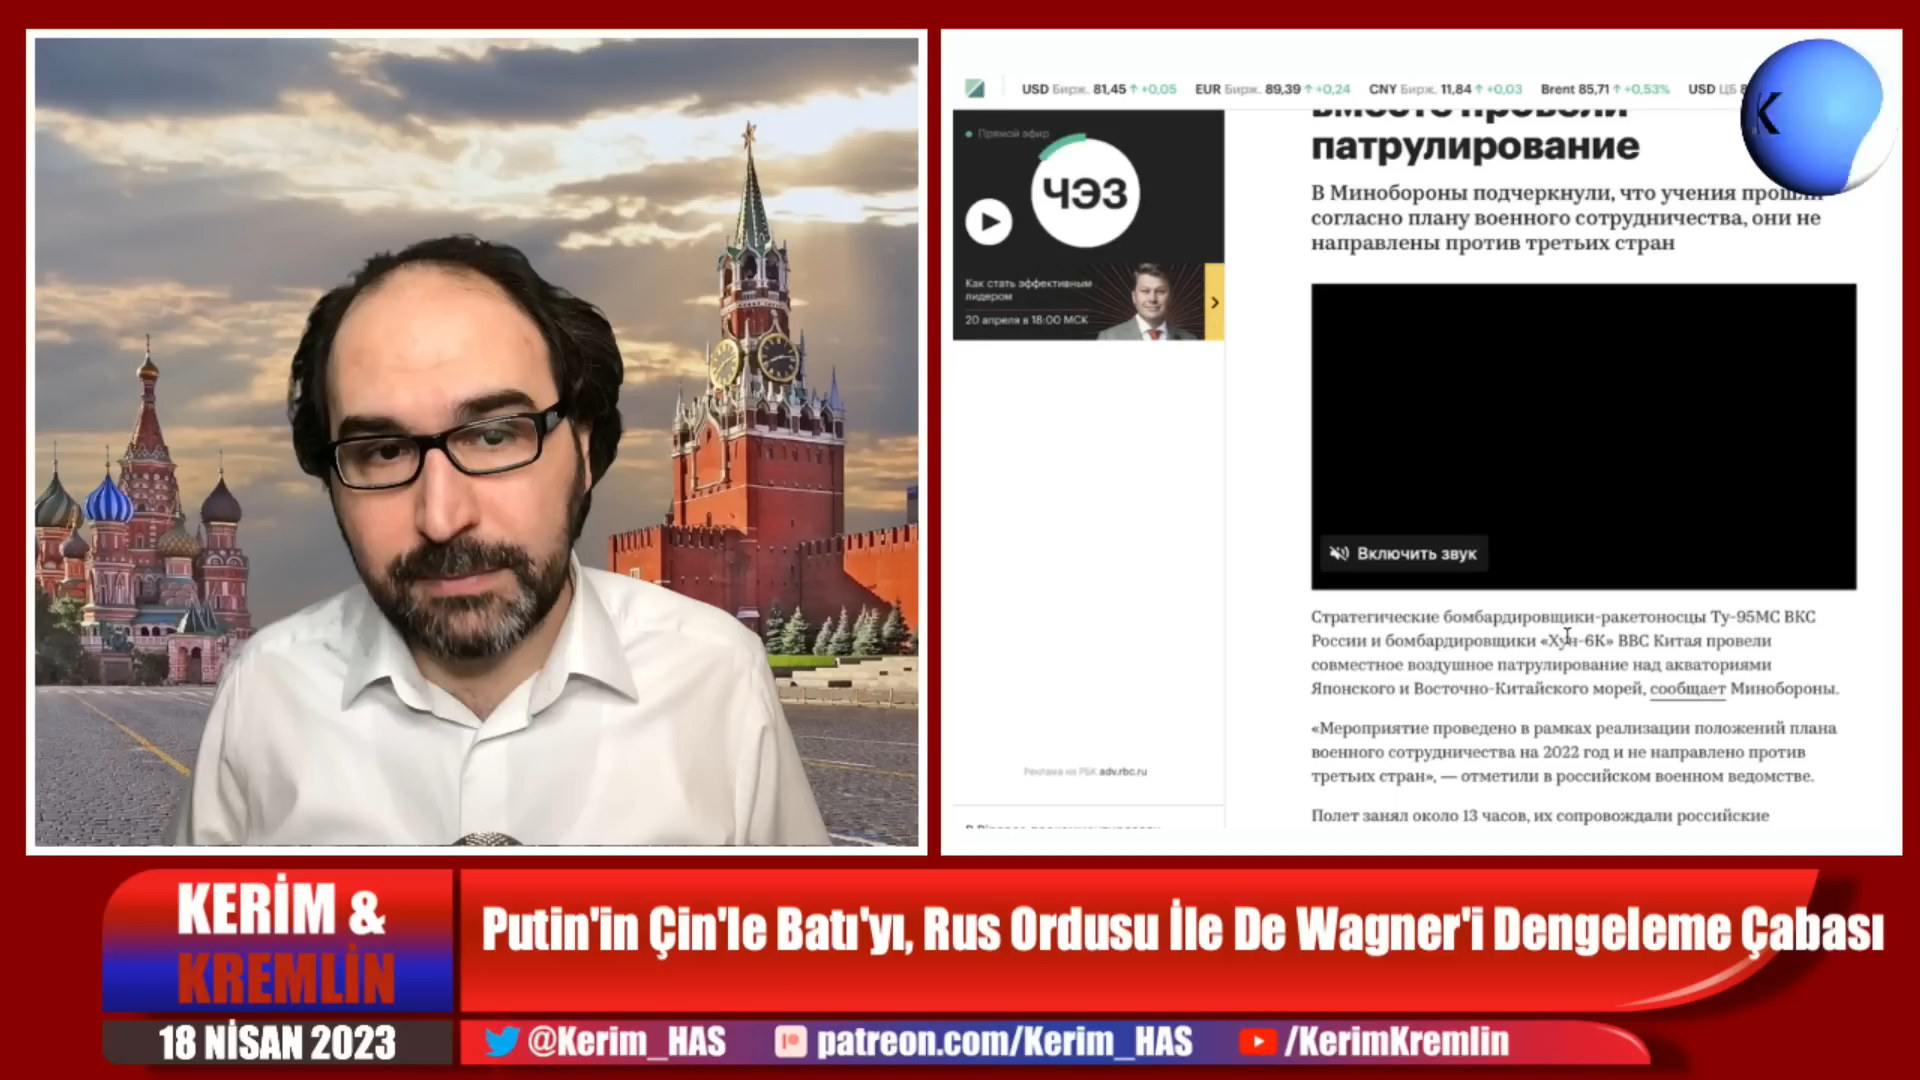 USD Бирж. 81,45 ↑ +0,05 EUR Бирж. 89,39 ↑ +0,24 CNY Бирж. 11,84 ↑ +0,03 Brent 85,71 ↑ +0,53% USD ЦБ
K
Прямой эфир
ЧЭЗ
Как стать эффективным
лидером
20 апреля в 18:00 МСК
Реклама на РБК adv.rbc.ru
вместо провели
патрулирование
В Минобороны подчеркнули, что учения прошли
согласно плану военного сотрудничества, они не
направлены против третьих стран
Включить звук
Стратегические бомбардировщики-ракетоносцы Ту-95МС ВКС
России и бомбардировщики «Хун-6К» ВВС Китая провели
совместное воздушное патрулирование над акваториями
Японского и Восточно-Китайского морей, сообщает Минобороны.
«Мероприятие проведено в рамках реализации положений плана
военного сотрудничества на 2022 год и не направлено против
третьих стран», — отметили в российском военном ведомстве.
Полет занял около 13 часов, их сопровождали российские
KERİM &
KREMLİN
18 NİSAN 2023
Putin'in Çin'le Batı'yı, Rus Ordusu İle De Wagner'i Dengeleme Çabası
@Kerim_HAS patreon.com/Kerim_HAS /KerimKremlin